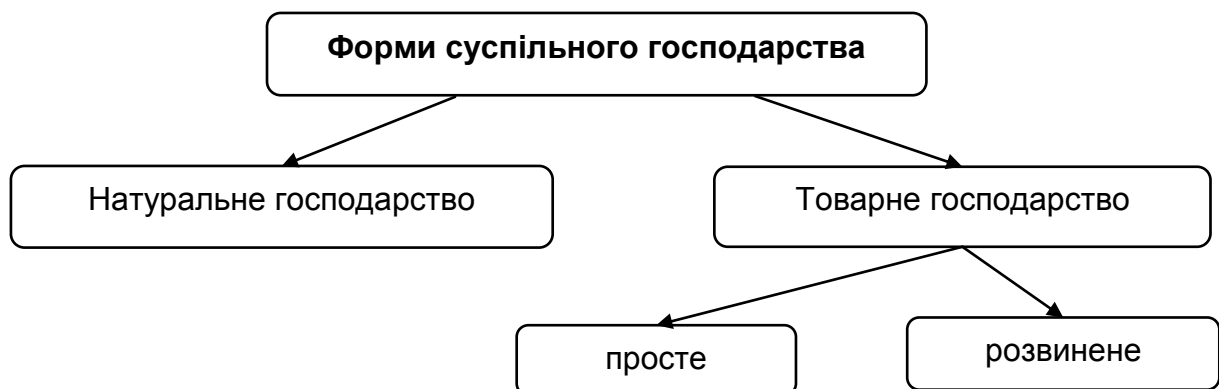 Форми суспільного господарства
Натуральне господарство
Товарне господарство
просте
розвинене